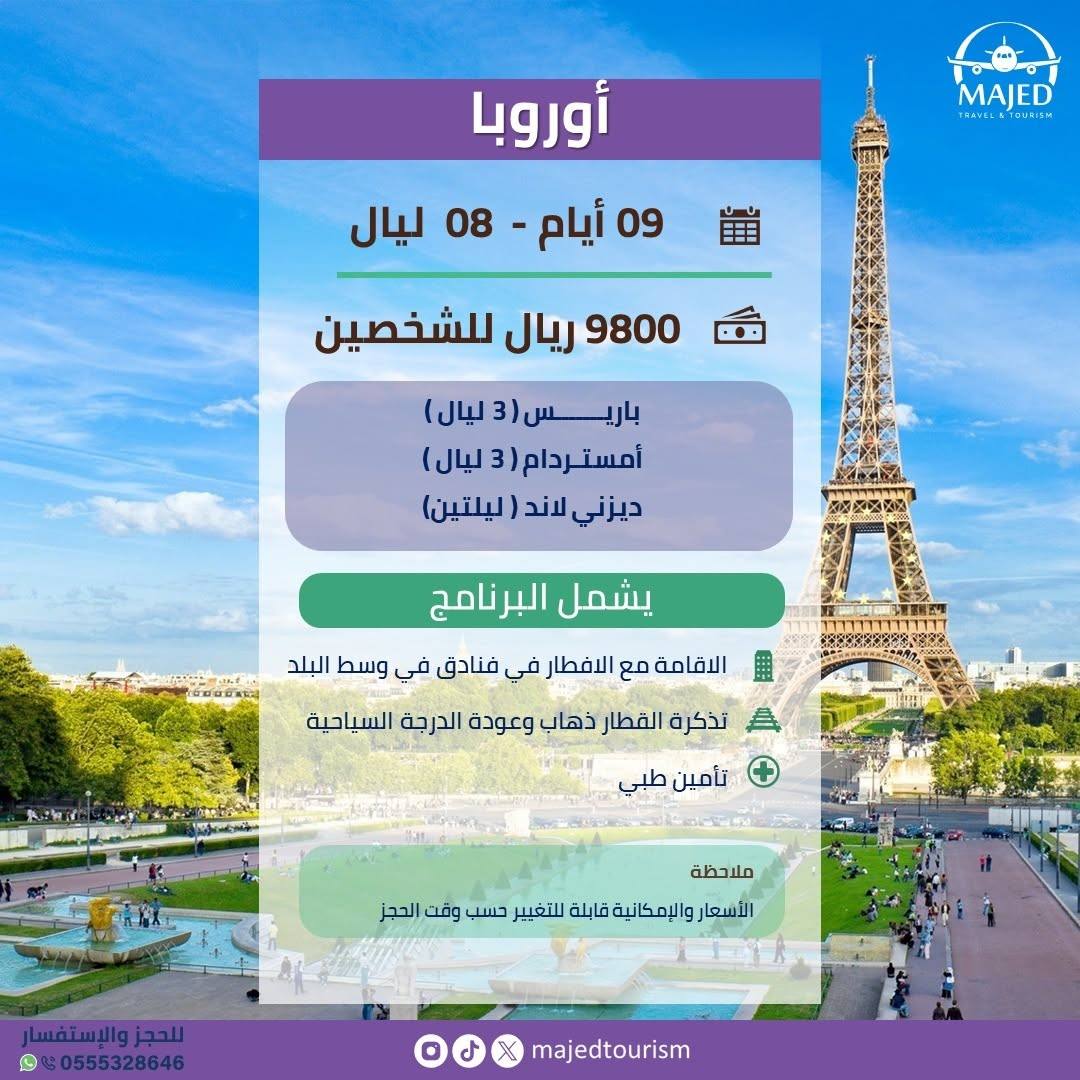 MAJED
TRAVEL & TOURISM
أوروبا
09 أيام - 08 ليال
9800 ريال للشخصين
باريـــــــس ( 3 ليال )
أمستـردام ( 3 ليال )
ديزني لاند ( ليلتين)
يشمل البرنامج
الاقامة مع الافطار في فنادق في وسط البلد
تذكرة القطار ذهاب وعودة الدرجة السياحية
تأمين طبي
ملاحظة
الأسعار والإمكانية قابلة للتغيير حسب وقت الحجز
للحجز والإستفسار
0555328646
majedtourism